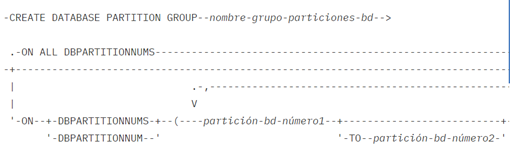 -CREATE DATABASE PARTITION GROUP--nombre-grupo-particiones-bd-->
.-ON ALL DBPARTITIONNUMS-----------------------------------------------
-+---------------------------------------------------------------------
|                           .-,----------------------------------------
|                           V
'-ON--+-DBPARTITIONNUMS-+--(----partición-bd-número1--+-----------------------+-
'-DBPARTITIONNUM--'                           '-TO--partición-bd-número2-'